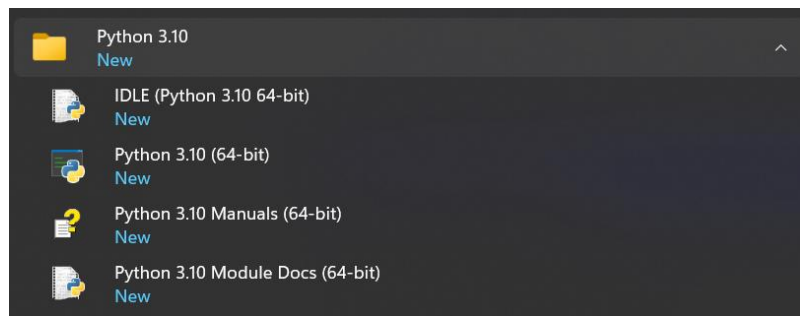 Python 3.10
New
IDLE (Python 3.10 64-bit)
New
Python 3.10 (64-bit)
New
Python 3.10 Manuals (64-bit)
New
Python 3.10 Module Docs (64-bit)
New